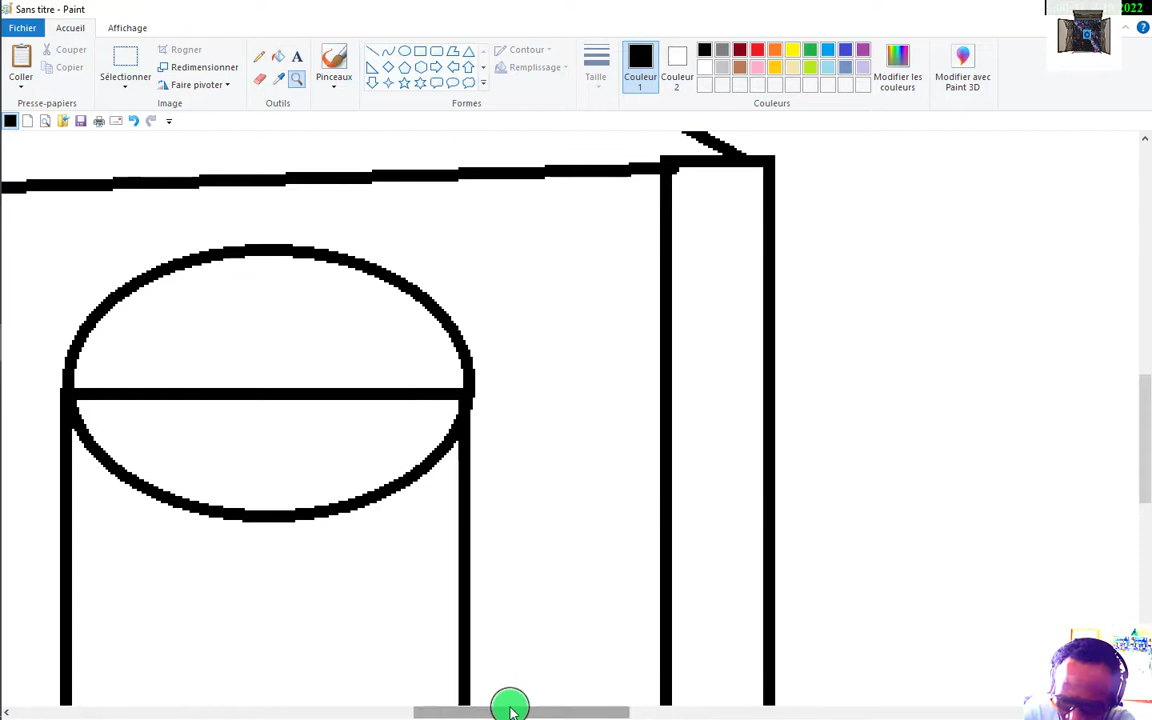 Sans titre - Paint
2022
Fichier
Accueil
Affichage
Coller
Couper
Copier
Presse-papiers
Sélectionner
Rogner
Redimensionner
Faire pivoter
Image
A
Outils
Pinceaux
Contour
Remplissage
Formes
Taille
Couleur
1
Couleur
2
Couleurs
Modifier les
couleurs
Modifier avec
Paint 3D